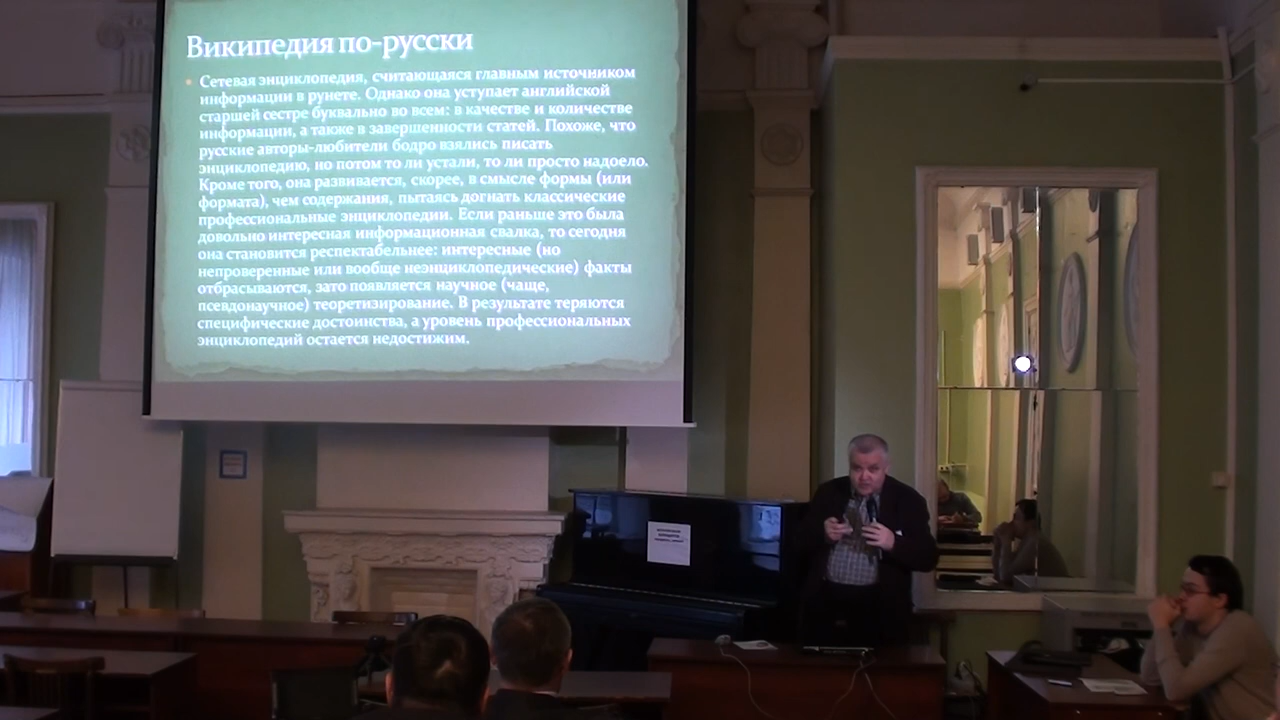 Википедия по-русски
Сетевая энциклопедия, считающаяся главным источником
информации в рунете. Однако она уступает английской
старшей сестре буквально во всем: в качестве и количестве
информации, а также в завершенности статей. Похоже, что
русские авторы-любители бодро взялись писать
энциклопедию, но потом то ли устали, то ли просто надоело.
Кроме того, она развивается, скорее, в смысле формы (или
формата), чем содержания, пытаясь догнать классические
профессиональные энциклопедии. Если раньше это была
довольно интересная информационная свалка, то сегодня
она становится респектабельнее: интересные (но
непроверенные или вообще неэнциклопедические) факты
отбрасываются, зато появляется научное (чаще,
псевдонаучное) теоретизирование. В результате теряются
специфические достоинства, а уровень профессиональных
энциклопедий остается недостижим.